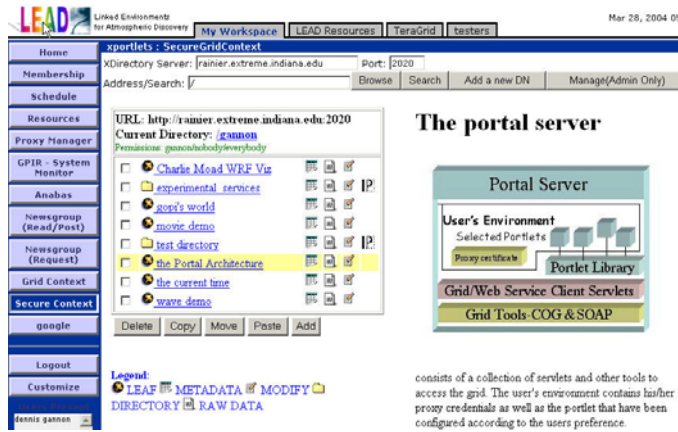 LEAD
Linked Environments
for Atmospheric Discovery
My Workspace
LEAD Resources
TeraGrid
testers
Mar 28, 2004
Home
Membership
Schedule
Resources
Proxy Manager
GPIR - System
Monitor
Anabas
Newsgroup
(Read/Post)
Newsgroup
(Request)
Grid Context
Secure Context
google
Logout
Customize
dennis gannon
xportlets : SecureGridContext
XDirectory Server: rainier.extreme.indiana.edu Port: 2020
Address/Search: /
Browse
Search
Add a new DN
Manage(Admin Only)
URL: http://rainier.extreme.indiana.edu:2020
Current Directory: /gannon
Permissions: gannon/nobody/everybody
Charlie Moad WRF Viz
experimental services
gopi's world
movie demo
test directory
the Portal Architecture
the current time
wave demo
Delete
Copy
Move
Paste
Add
Legend:
LEAF METADATA MODIFY
DIRECTORY RAW DATA
The portal server
Portal Server
User's Environment
Selected Portlets
Proxy certificate
Portlet Library
Grid/Web Service
Client Servlets
Grid Tools-COG & SOAP
consists of a collection of servlets and other tools to
access the grid. The user's environment contains his/her
proxy credentials as well as the portlet that have been
configured according to the users preference.